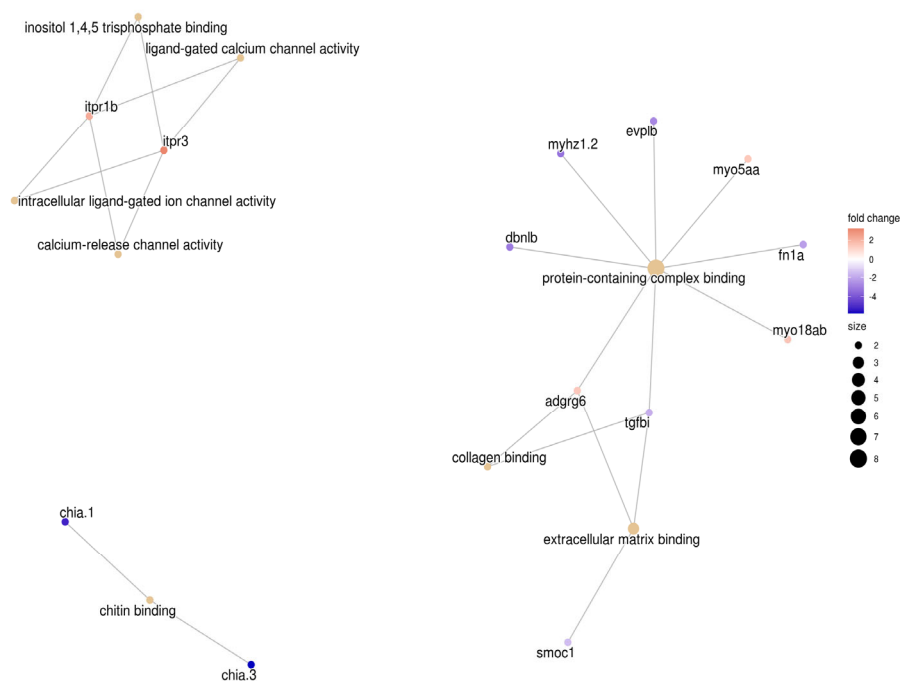 inositol 1,4,5 trisphosphate binding
ligand-gated calcium channel activity
itpr1b
itpr3
intracellular ligand-gated ion channel activity
calcium-release channel activity
evplb
myhz1.2
myo5aa
dbnlb
fn1a
protein-containing complex binding
myo18ab
adgrg6
tgfbi
collagen binding
extracellular matrix binding
smoc1
chia.1
chitin binding
chia.3
fold change
2
0
-2
-4
size
2
3
4
5
6
7
8